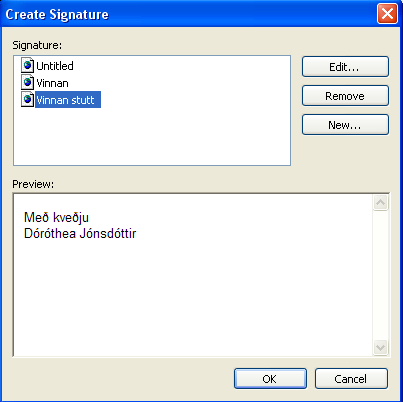 Create Signature
Signature:
Untitled
Vinnan
Vinnan stutt
Edit...
Remove
New...
Preview:
Með kveðju
Dóróthea Jónsdóttir
OK
Cancel